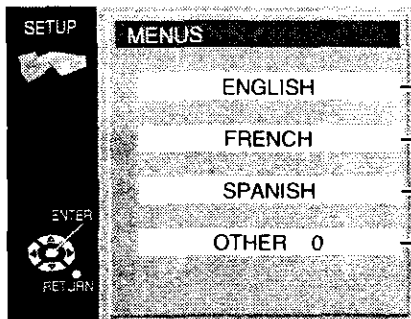 SETUP
MENUS
ENGLISH
FRENCH
SPANISH
OTHER 0
ENTER
RETURN